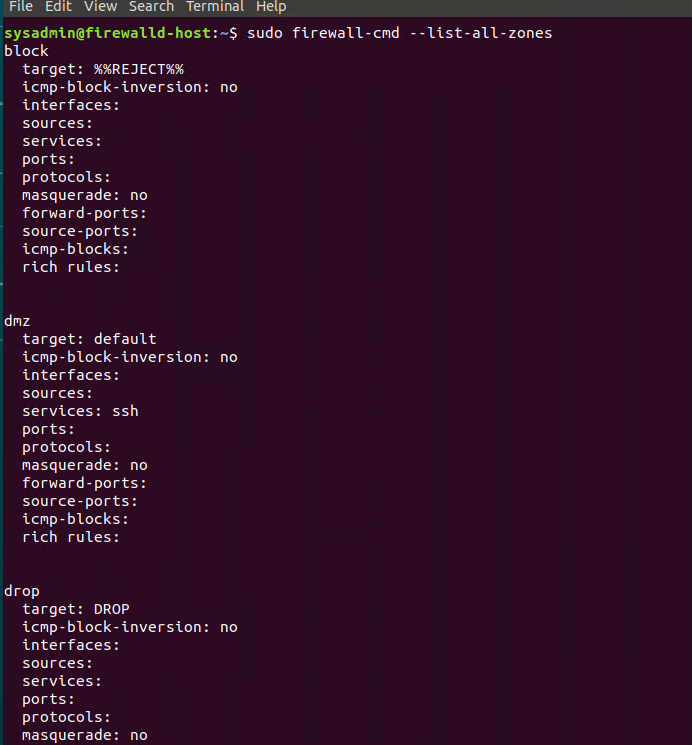 File Edit View Search Terminal Help
sysadmin@firewalld-host:~$ sudo firewall-cmd --list-all-zones
block
  target: %%REJECT%%
  icmp-block-inversion: no
  interfaces:
  sources:
  services:
  ports:
  protocols:
  masquerade: no
  forward-ports:
  source-ports:
  icmp-blocks:
  rich rules:
dmz
  target: default
  icmp-block-inversion: no
  interfaces:
  sources:
  services: ssh
  ports:
  protocols:
  masquerade: no
  forward-ports:
  source-ports:
  icmp-blocks:
  rich rules:
drop
  target: DROP
  icmp-block-inversion: no
  interfaces:
  sources:
  services:
  ports:
  protocols:
  masquerade: no